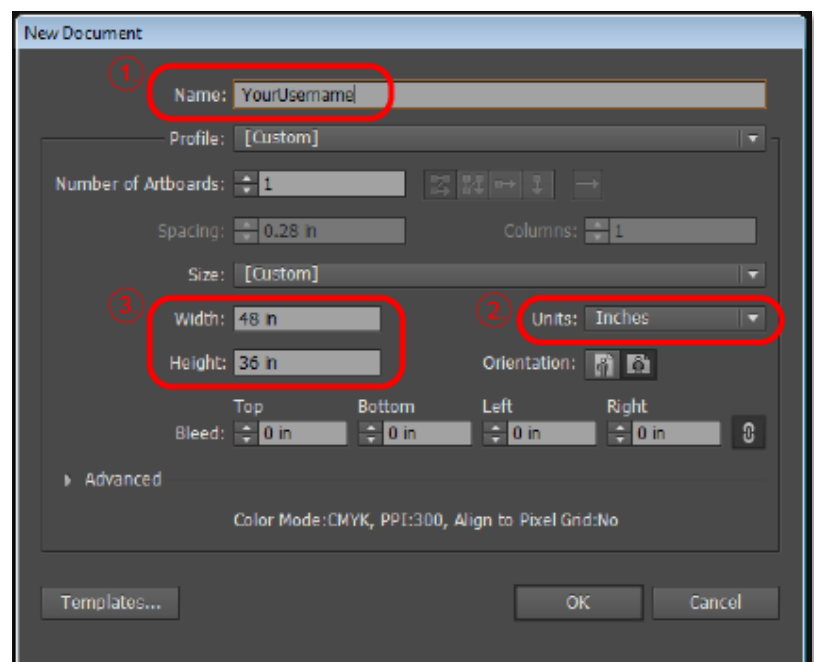 New Document
①
Name: YourUsername
Profile: [Custom]
Number of Artboards: 1
Spacing: 0.28 in Columns: 1
Size: [Custom]
③ ②
Width: 48 in Units: Inches
Height: 36 in Orientation:
Top Bottom Left Right
Bleed: 0 in 0 in 0 in 0 in
Advanced
Color Mode:CMYK, PPI:300, Align to Pixel Grid:No
Templates... OK Cancel